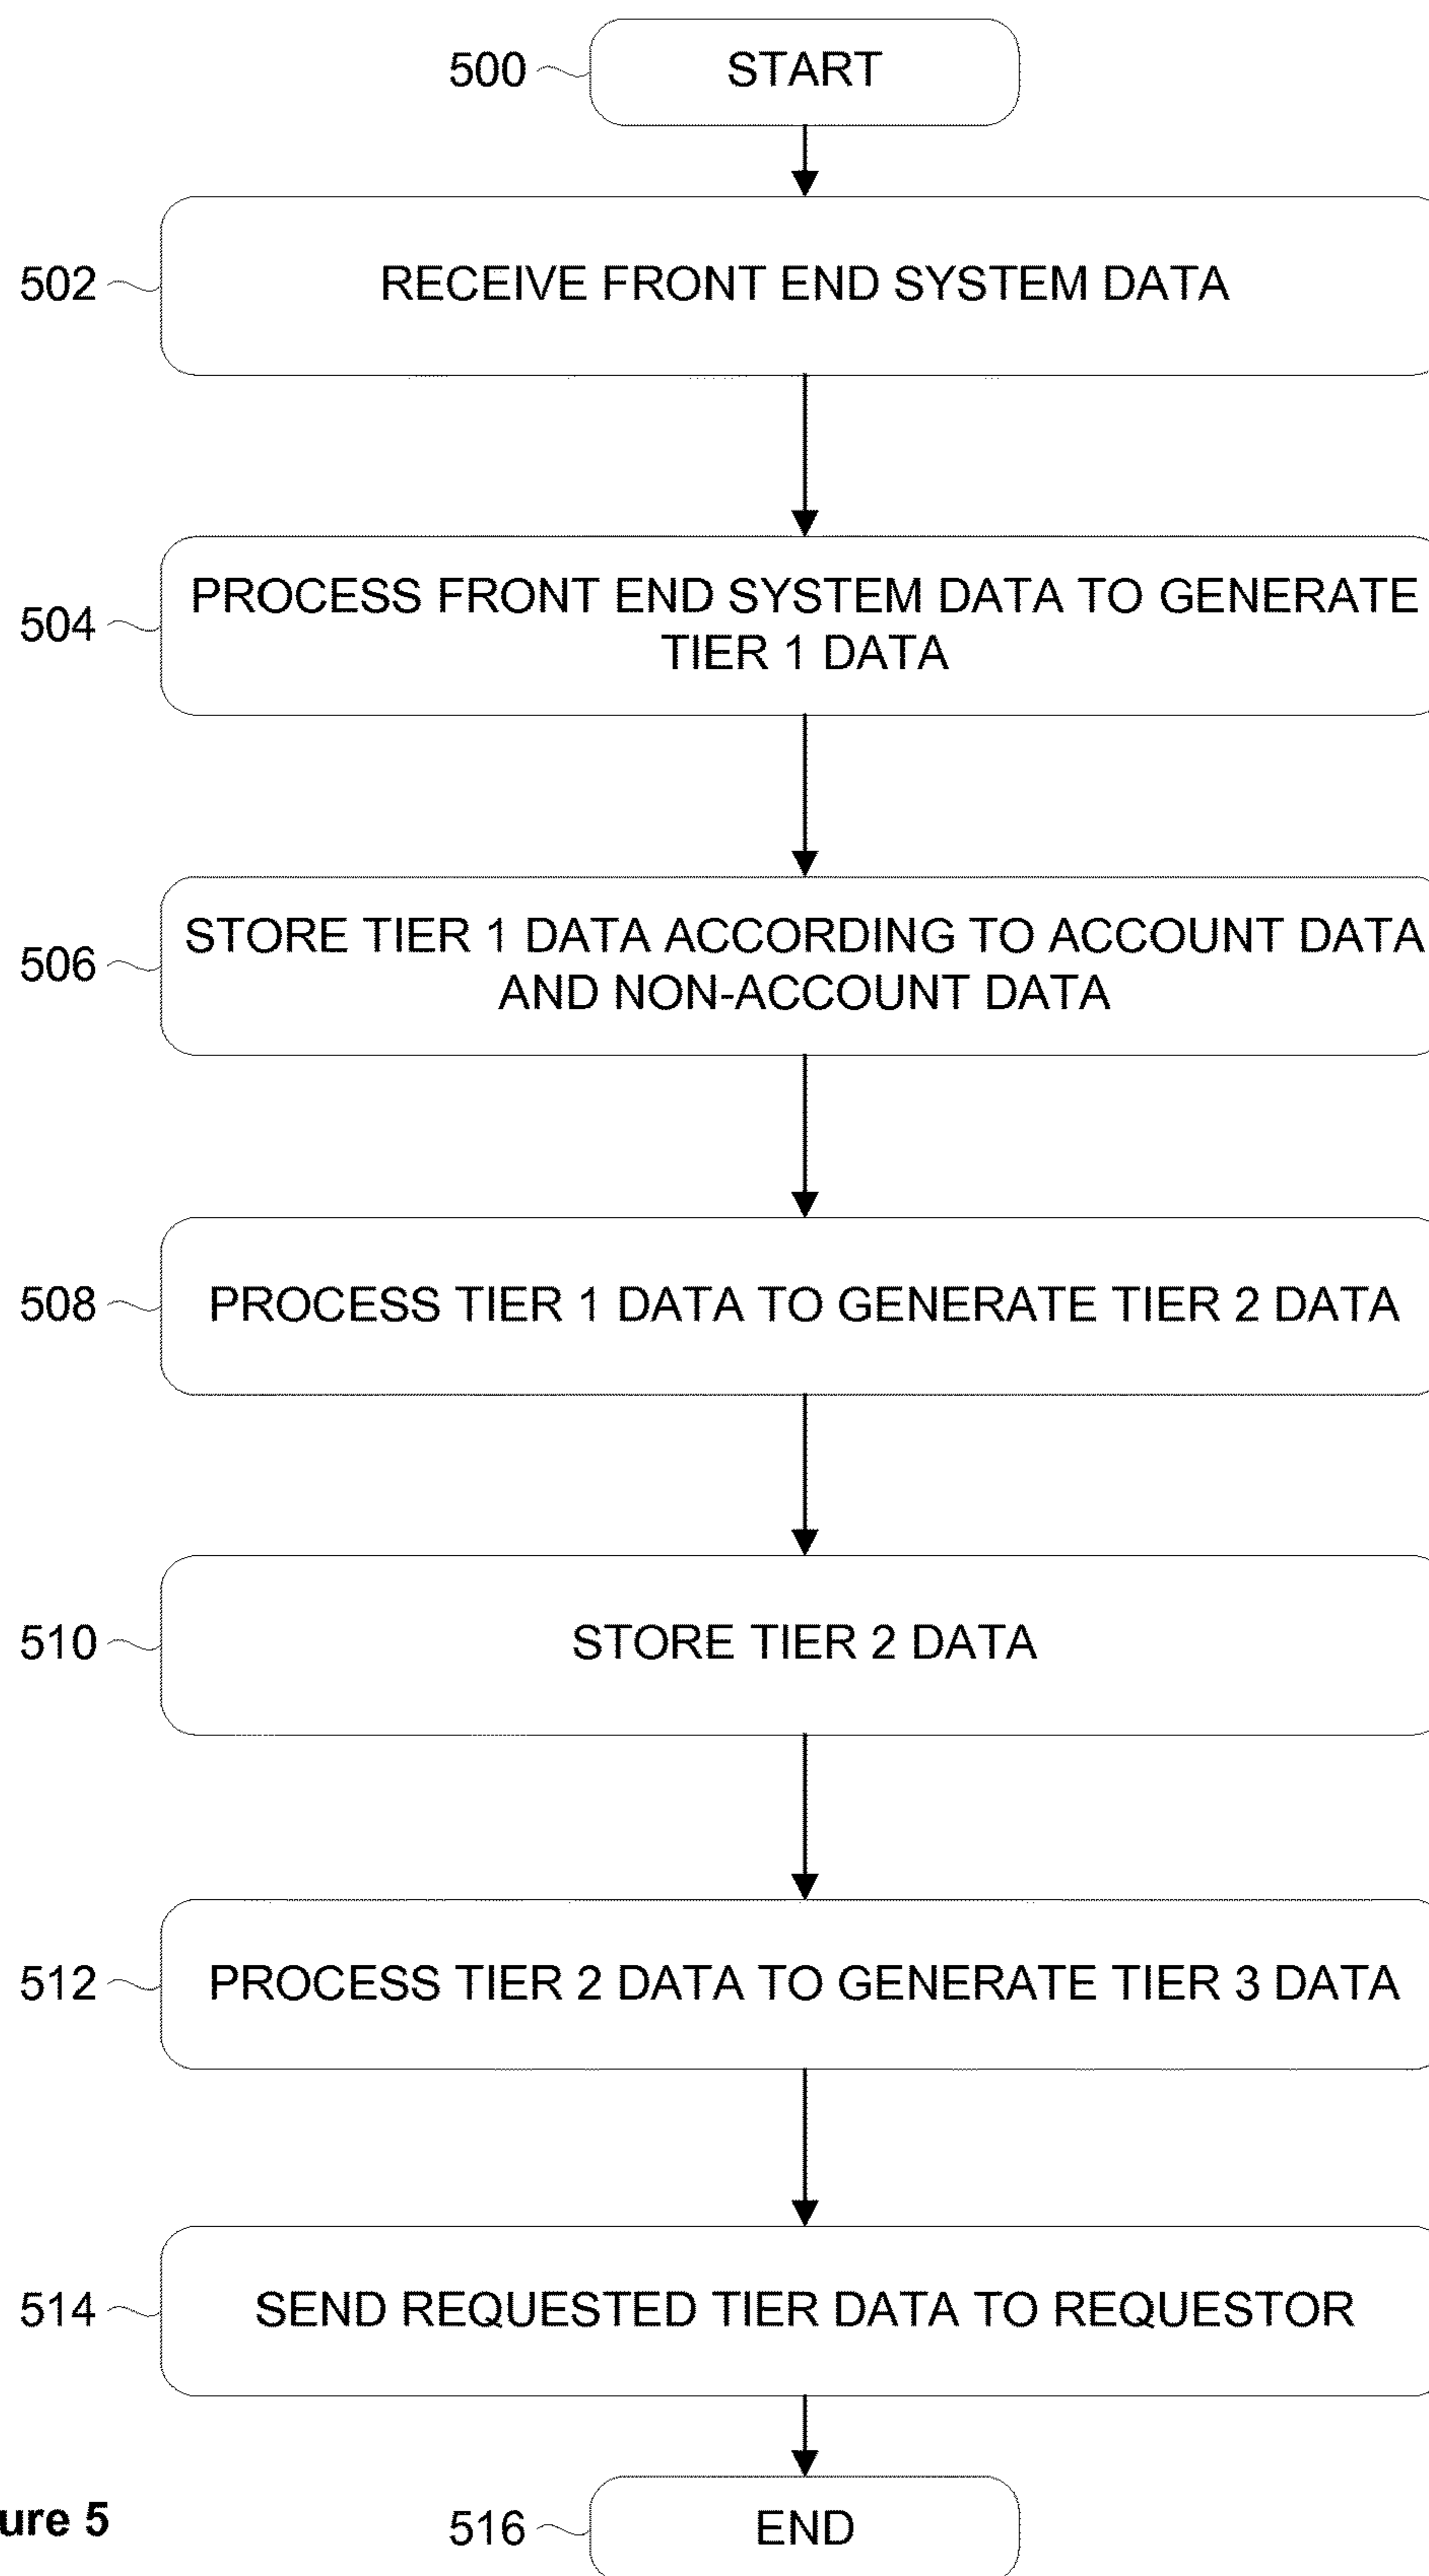 500 START
502 RECEIVE FRONT END SYSTEM DATA
504 PROCESS FRONT END SYSTEM DATA TO GENERATE
TIER 1 DATA
506 STORE TIER 1 DATA ACCORDING TO ACCOUNT DATA
AND NON-ACCOUNT DATA
508 PROCESS TIER 1 DATA TO GENERATE TIER 2 DATA
510 STORE TIER 2 DATA
512 PROCESS TIER 2 DATA TO GENERATE TIER 3 DATA
514 SEND REQUESTED TIER DATA TO REQUESTOR
516 END
ure 5